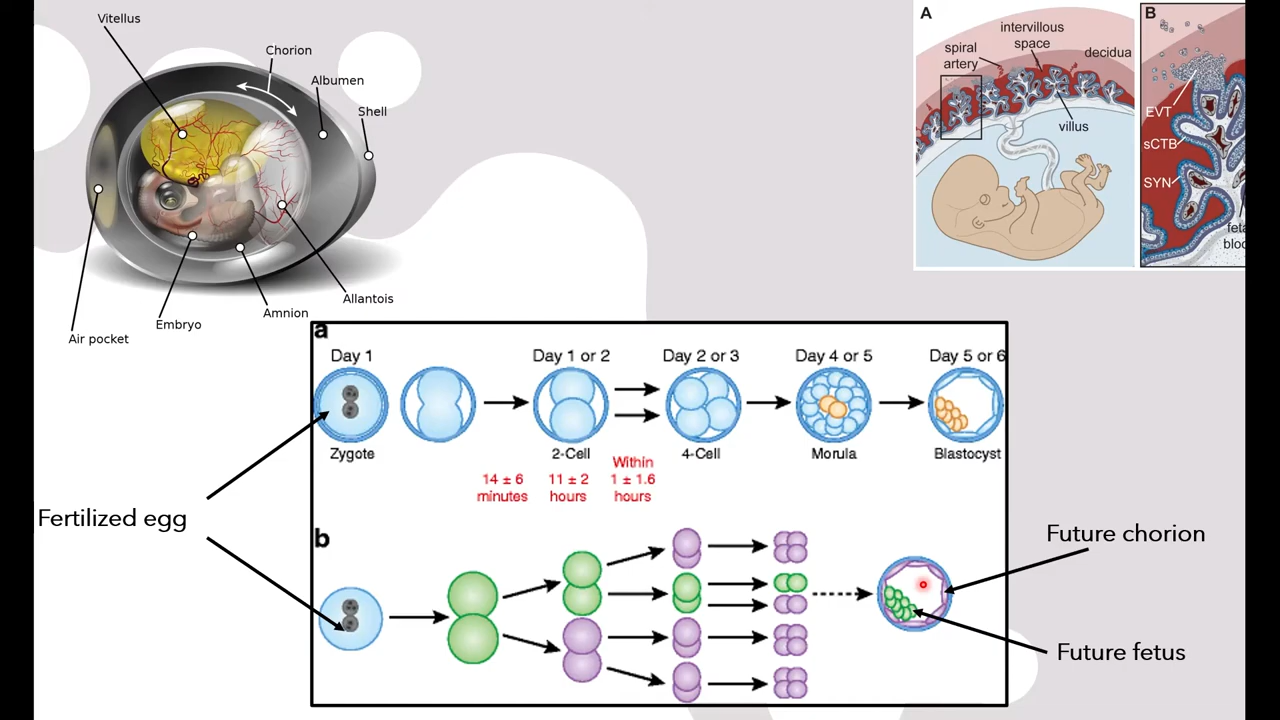 Vitellus
Chorion
Albumen
Shell
Air pocket
Embryo
Amnion
Allantois
A
spiral
artery
intervillous
space
decidua
villus
B
EVT
sCTB
SYN
a
Day 1
Day 1 or 2
Day 2 or 3
Day 4 or 5
Day 5 or 6
Zygote
2-Cell
4-Cell
Morula
Blastocyst
14 ± 6
minutes
11 ± 2
hours
Within
1 ± 1.6
hours
Fertilized egg
b
Future chorion
Future fetus